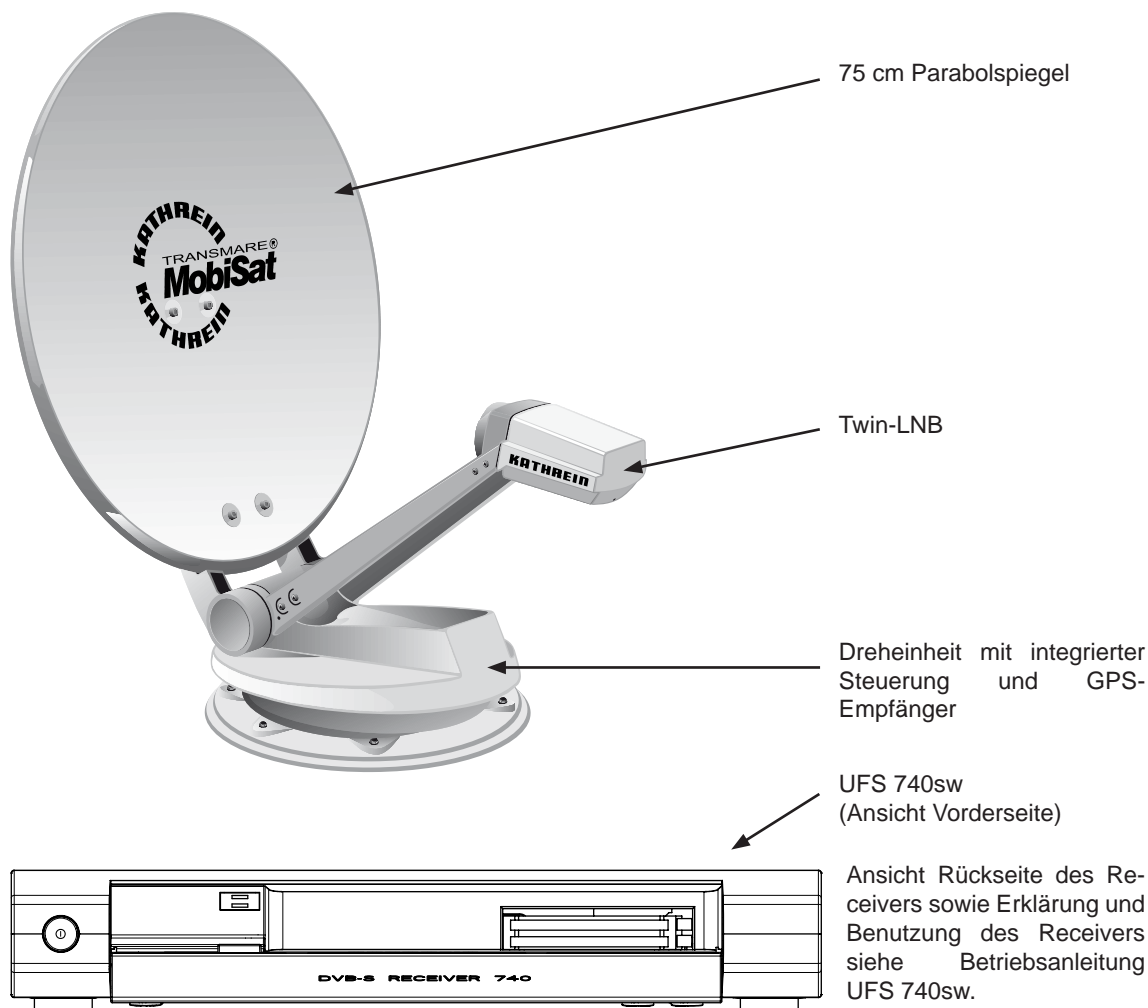 75 cm Parabolspiegel
KATHREIN
TRANSMARE®
MobiSat
KATHREIN
Twin-LNB
KATHREIN
Dreheinheit mit integrierter
Steuerung und GPS-
Empfänger
UFS 740sw
(Ansicht Vorderseite)
Ansicht Rückseite des Re-
ceivers sowie Erklärung und
Benutzung des Receivers
siehe Betriebsanleitung
UFS 740sw.
DVB-S RECEIVER 740